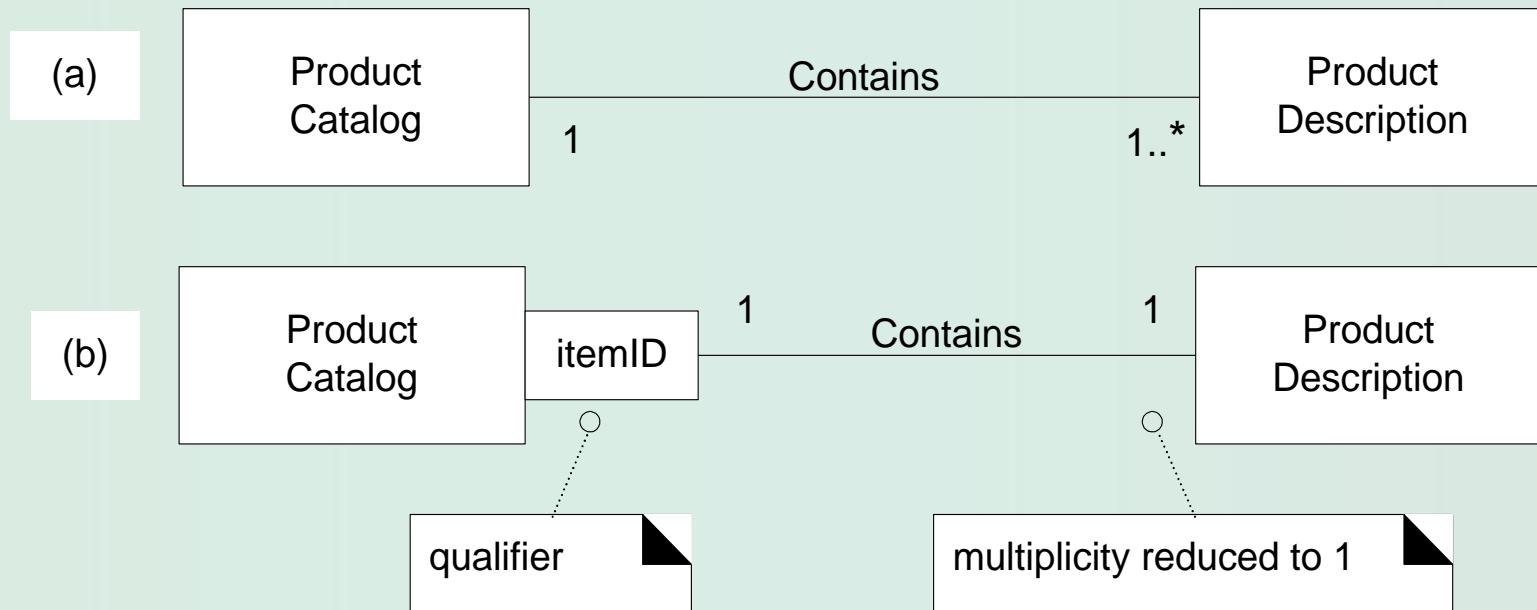 (a)
Product
Catalog
Contains
1
1..*
Product
Description
(b)
Product
Catalog
itemID
1
Contains
1
Product
Description
qualifier
multiplicity reduced to 1